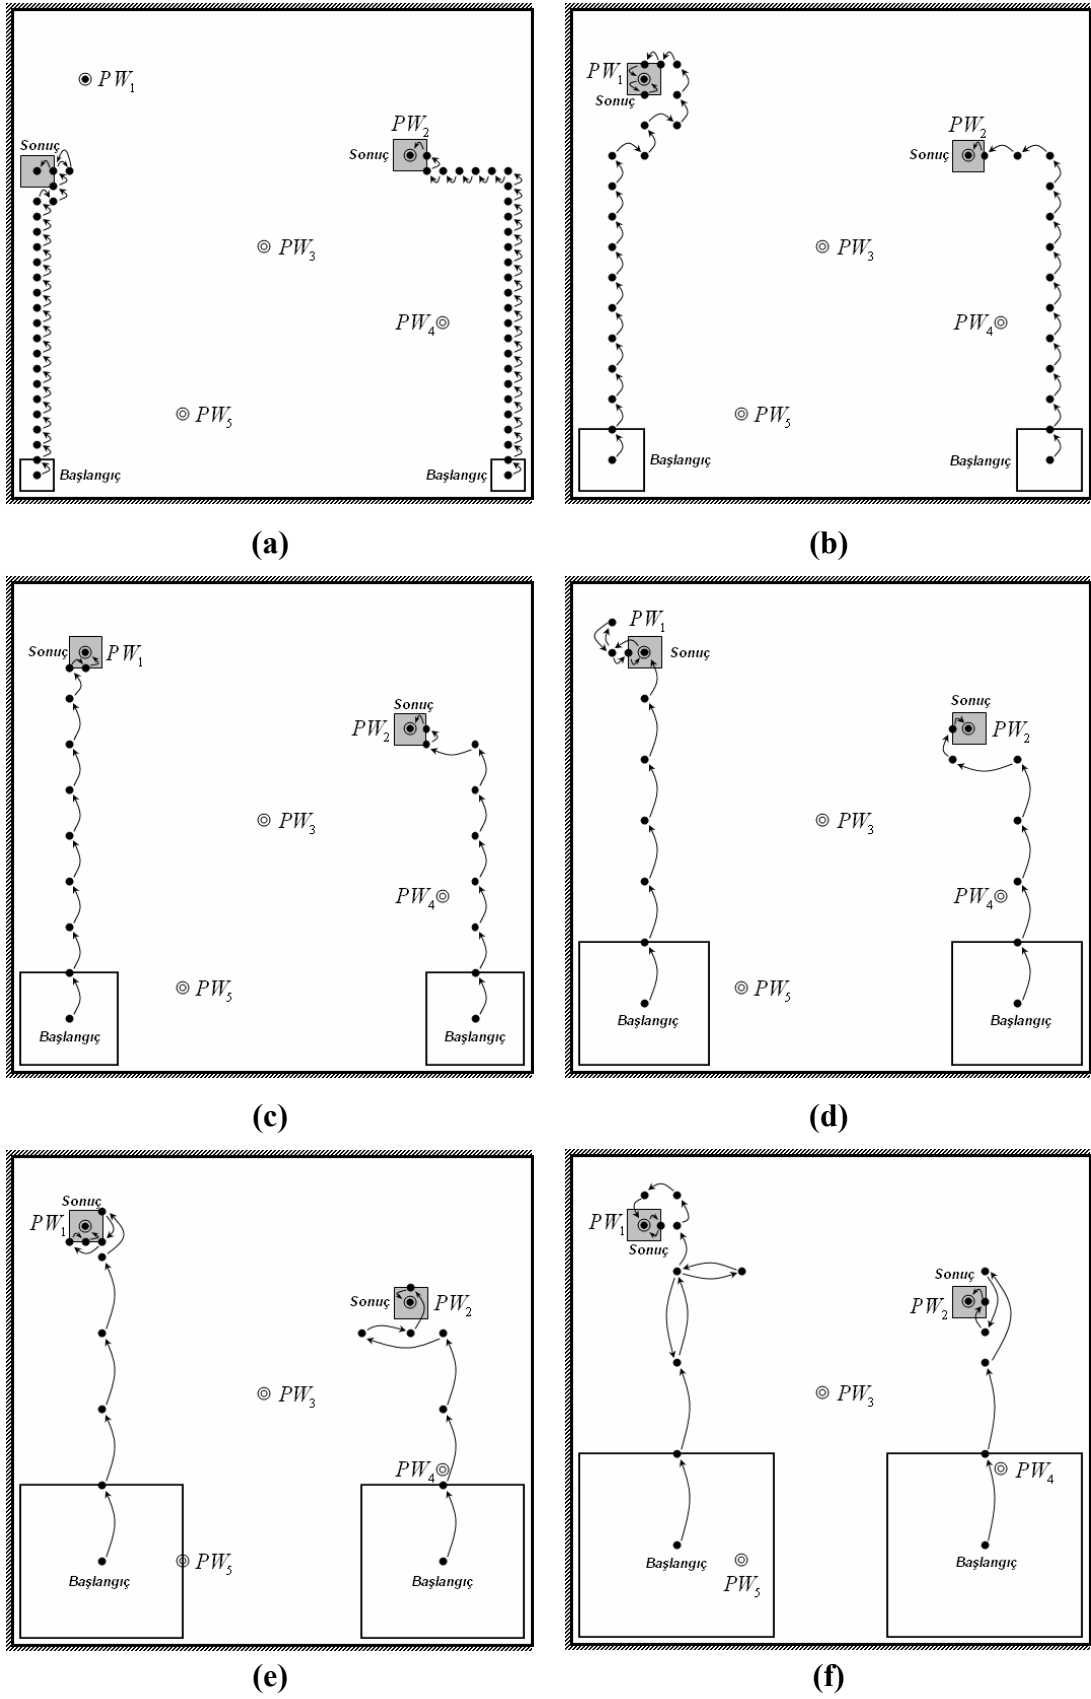 PW1
PW2
Sonuç
Sonuç
PW3
PW4
PW5
Başlangıç
Başlangıç
(a)
PW1
Sonuç
PW2
Sonuç
PW3
PW4
PW5
Başlangıç
Başlangıç
(b)
Sonuç
PW1
Sonuç
PW2
PW3
PW4
PW5
Başlangıç
Başlangıç
(c)
PW1
Sonuç
Sonuç
PW2
PW3
PW4
PW5
Başlangıç
Başlangıç
(d)
Sonuç
PW1
Sonuç
PW2
PW3
PW4
PW5
Başlangıç
Başlangıç
(e)
PW1
Sonuç
Sonuç
PW2
PW3
PW4
PW5
Başlangıç
Başlangıç
(f)